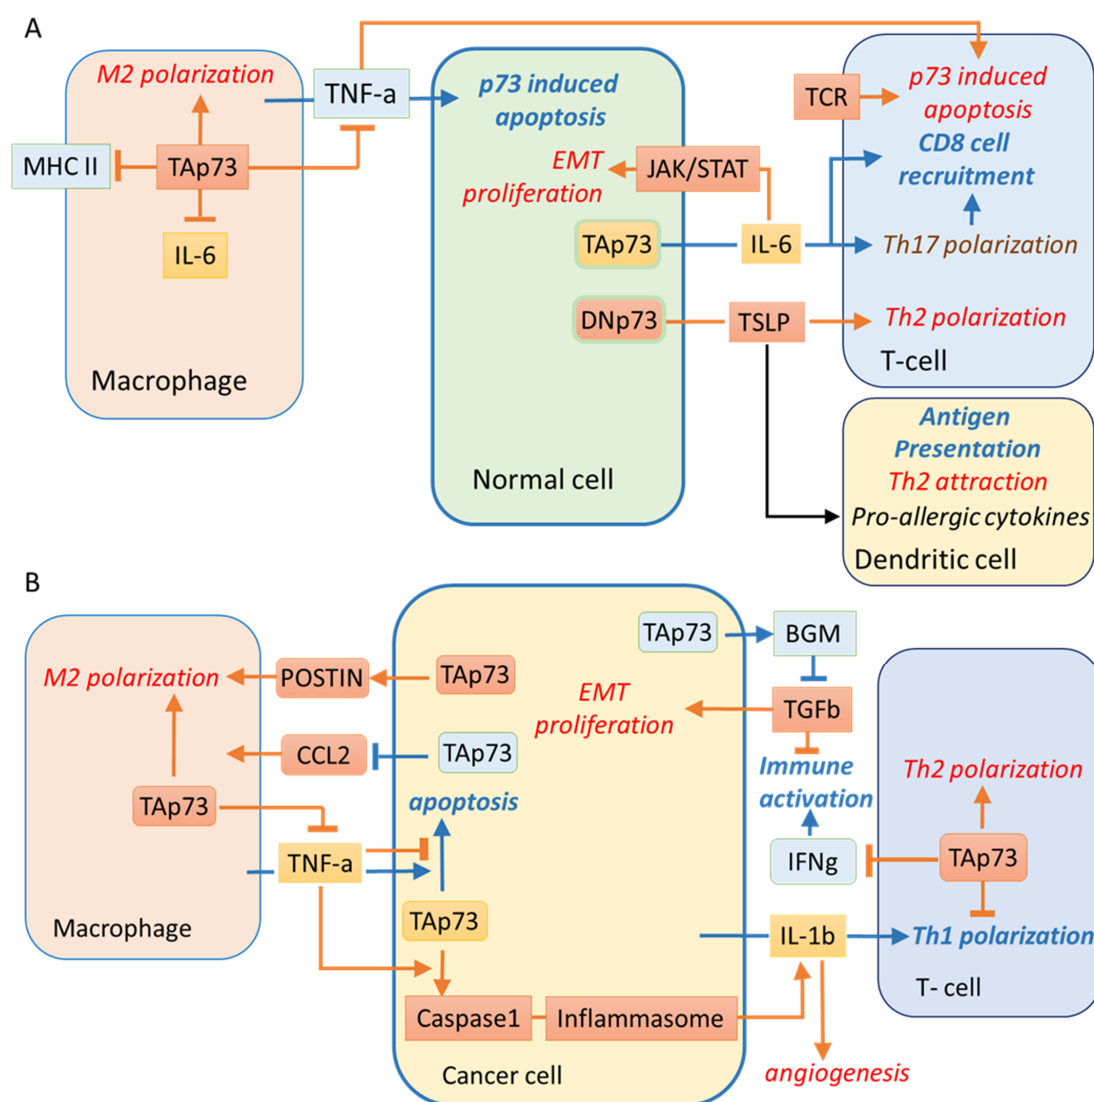 A
M2 polarization
TNF-a
MHC II
TAp73
IL-6
Macrophage
p73 induced
apoptosis
EMT
proliferation
JAK/STAT
TAp73
IL-6
DNp73
TSLP
Normal cell
TCR
p73 induced
apoptosis
CD8 cell
recruitment
Th17 polarization
Th2 polarization
T-cell
Antigen
Presentation
Th2 attraction
Pro-allergic cytokines
Dendritic cell
B
M2 polarization
POSTIN
TAp73
CCL2
TAp73
TAp73
TNF-a
Macrophage
apoptosis
TAp73
Caspase1
Inflammasome
Cancer cell
EMT
proliferation
TAp73
BGM
TGFb
Immune
activation
IFNg
IL-1b
angiogenesis
Th2 polarization
TAp73
Th1 polarization
T- cell